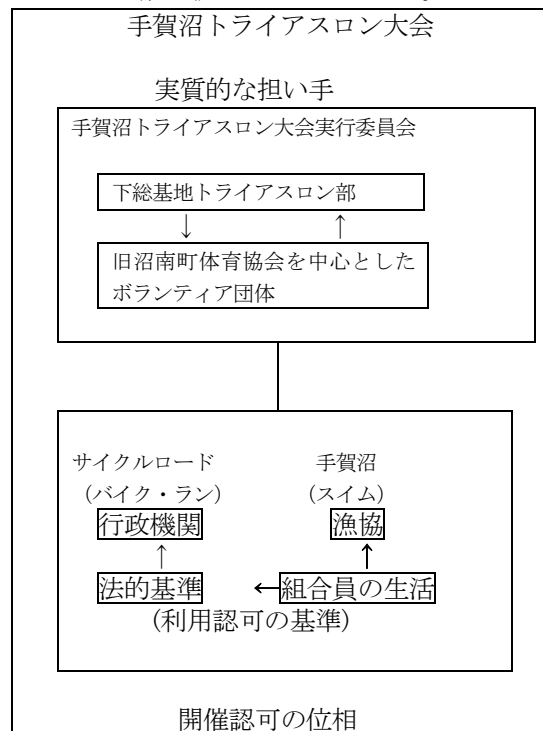 手賀沼トライアスロン大会
実質的な担い手
手賀沼トライアスロン大会実行委員会
下総基地トライアスロン部
↓ ↑
旧沼南町体育協会を中心とした
ボランティア団体
サイクルロード 手賀沼
（バイク・ラン） （スイム）
行政機関 漁協
↑ ↑
法的基準 ←組合員の生活
（利用認可の基準）
開催認可の位相